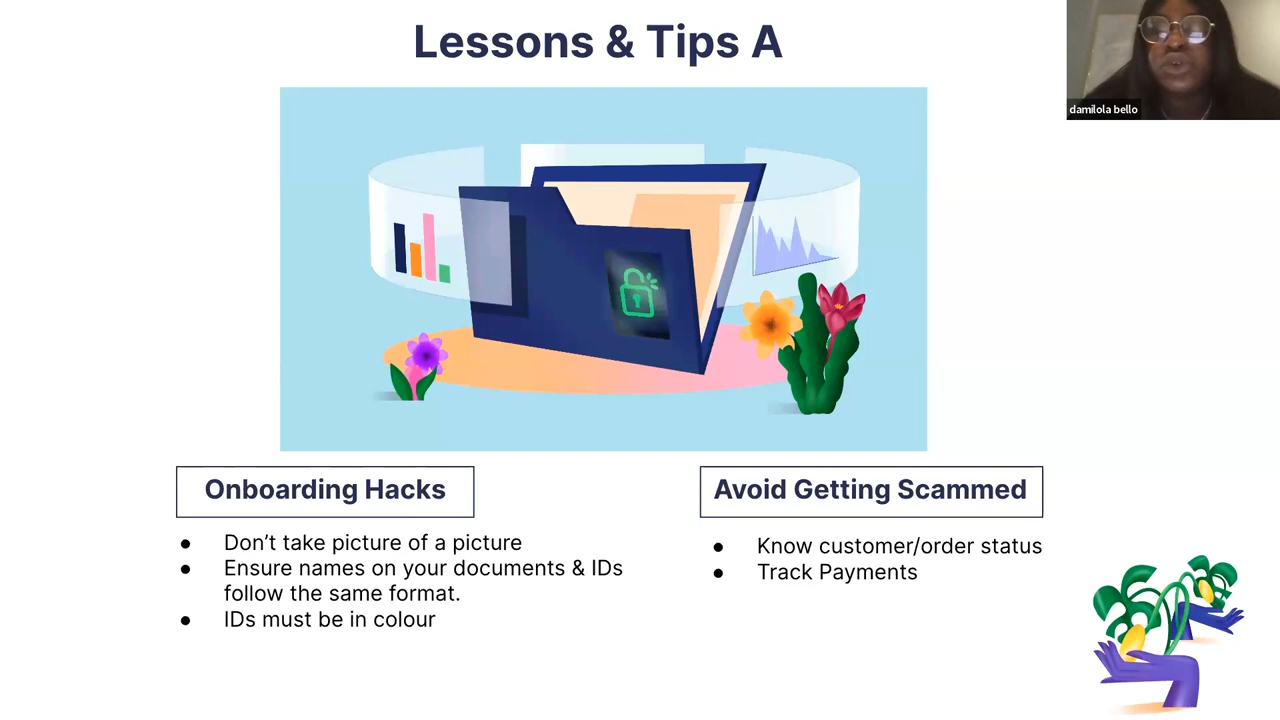 Lessons & Tips A
damilola bello
Onboarding Hacks
Don’t take picture of a picture
Ensure names on your documents & IDs
follow the same format.
IDs must be in colour
Avoid Getting Scammed
Know customer/order status
Track Payments